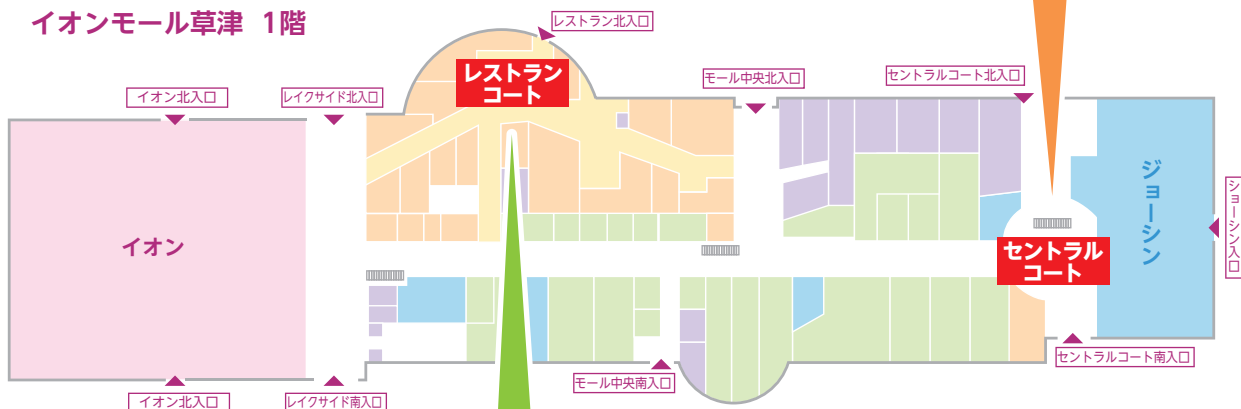 イオンモール草津 1階
レストラン北入口
レストラン
コート
モール中央北入口
セントラルコート北入口
イオン北入口
レイクサイド北入口
イオン
ジョーシン
ジョーシン入口
セントラル
コート
セントラルコート南入口
モール中央南入口
イオン北入口
レイクサイド南入口